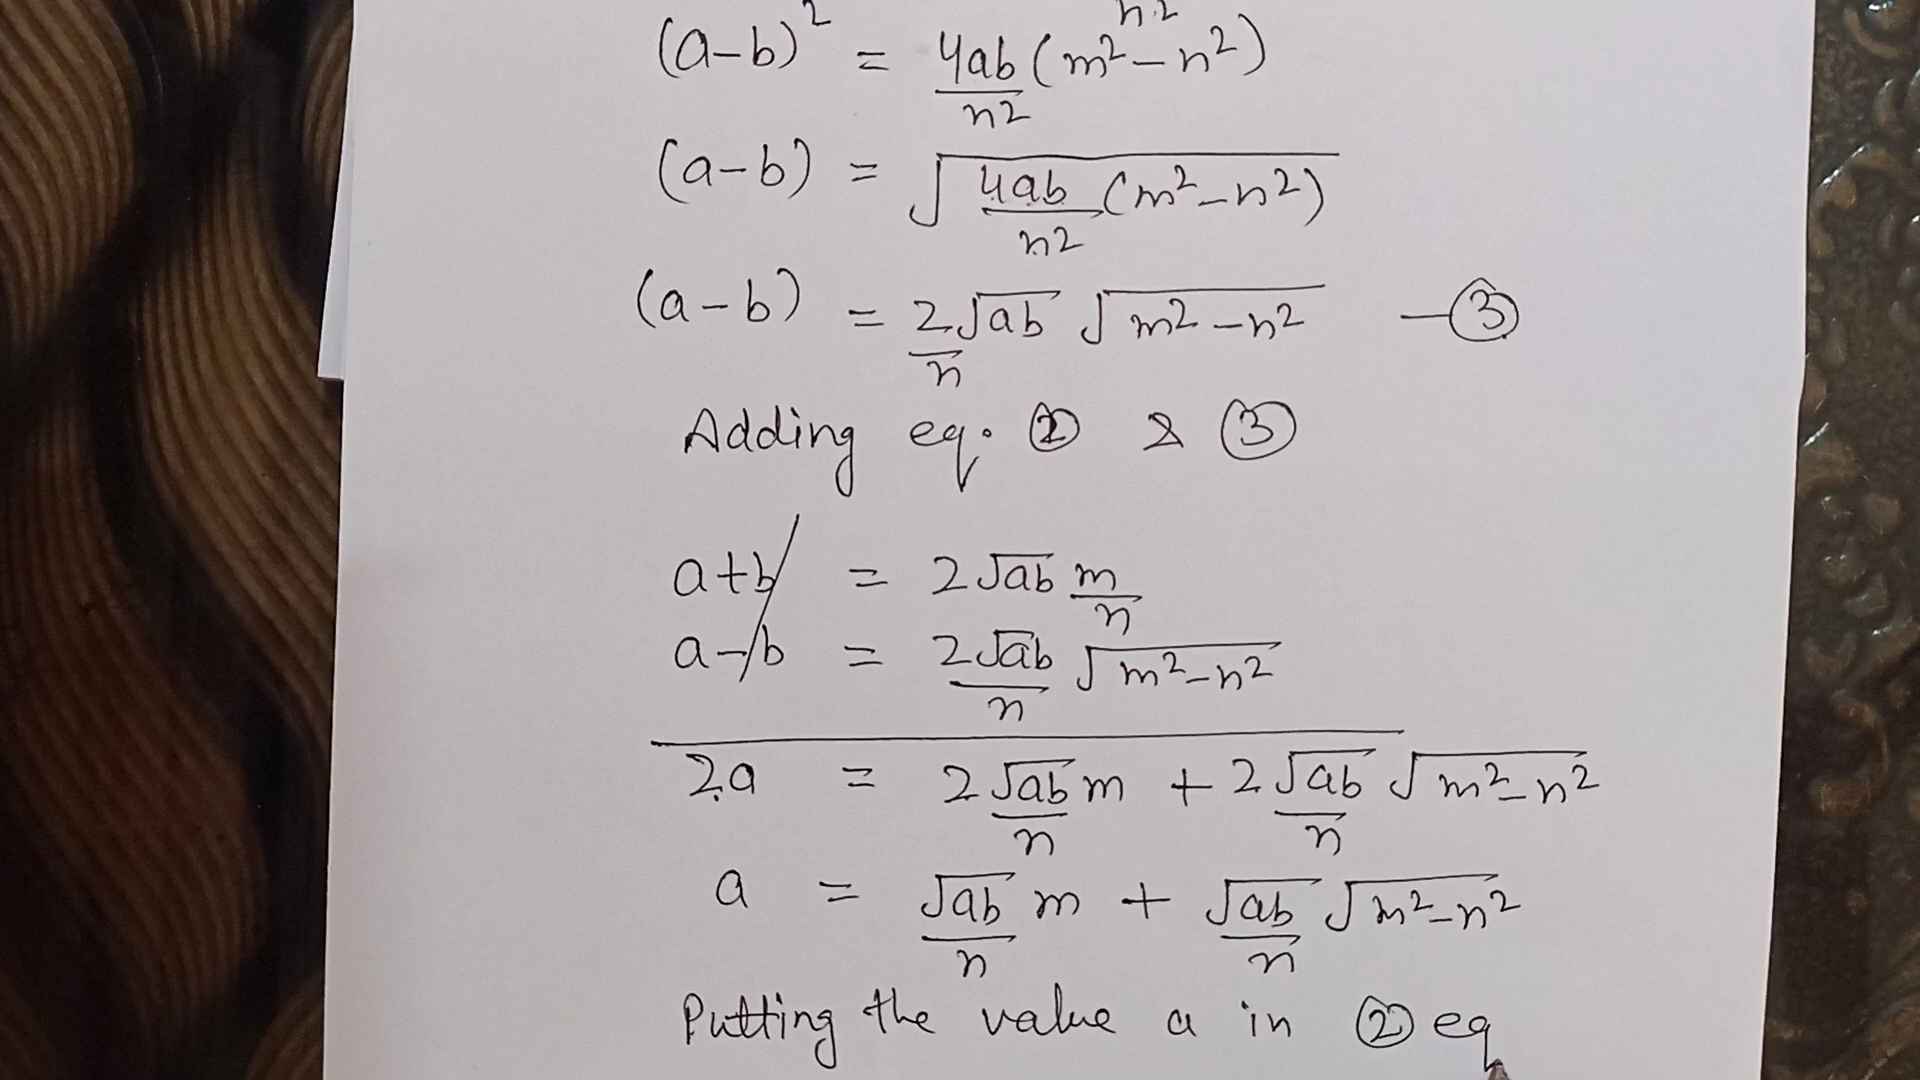 n2
(a-b)² = 4ab/n2 (m²-n²)
(a-b) = √4ab/n2 (m²-n²)
(a-b) = 2/n √ab √m²-n² -③
Adding eq. ② & ③
a+b = 2√ab m/n
a-b = 2√ab/n √m²-n²
2a = 2√ab m/n + 2√ab/n √m²-n²
a = √ab/n m + √ab/n √m²-n²
Putting the value a in ② eq